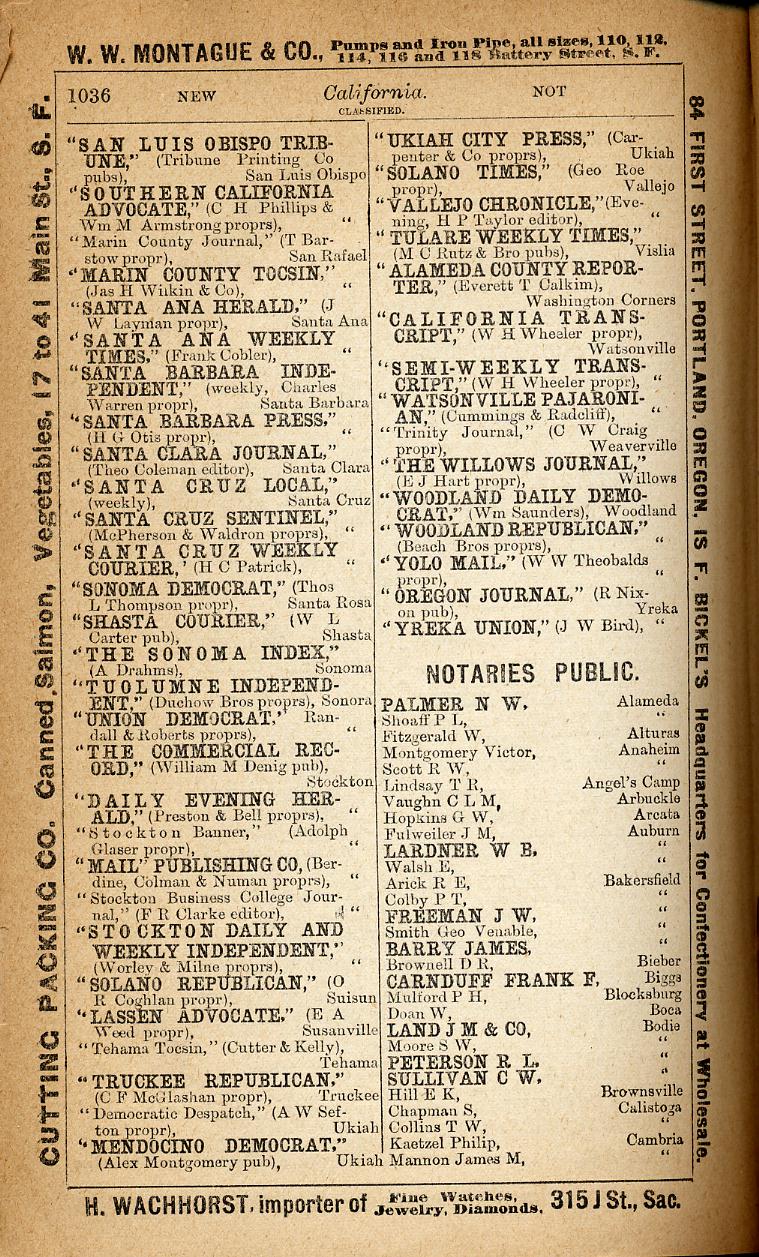 W. W. MONTAGUE & CO., Pumps and Iron Pipe, all sizes, 110, 112,
114, 116 and 118 Battery Street, S. F.
1036 NEW California. NOT
CLASSIFIED.
"SAN LUIS OBISPO TRIB-
UNE," (Tribune Printing Co
pubs), San Luis Obispo
"SOUTHERN CALIFORNIA
ADVOCATE," (C H Phillips &
Wm M Armstrong proprs), "
"Marin County Journal," (T Bar-
stow propr), San Rafael
"MARIN COUNTY TOCSIN,"
(Jas H Wilkin & Co), "
"SANTA ANA HERALD," (J
W Layman propr), Santa Ana
"SANTA ANA WEEKLY
TIMES," (Frank Cobler), "
"SANTA BARBARA INDE-
PENDENT," (weekly, Charles
Warren propr), Santa Barbara
"SANTA BARBARA PRESS,"
(H G Otis propr), "
"SANTA CLARA JOURNAL,"
(Theo Coleman editor), Santa Clara
"SANTA CRUZ LOCAL,"
(weekly), Santa Cruz
"SANTA CRUZ SENTINEL,"
(McPherson & Waldron proprs), "
"SANTA CRUZ WEEKLY
COURIER,' (H C Patrick), "
"SONOMA DEMOCRAT," (Thos
L Thompson propr), Santa Rosa
"SHASTA COURIER," (W L
Carter pub), Shasta
"THE SONOMA INDEX,"
(A Drahms), Sonoma
"TUOLUMNE INDEPEND-
ENT," (Duchow Bros proprs), Sonora
"UNION DEMOCRAT,' Ran-
dall & Roberts proprs), "
"THE COMMERCIAL REC-
ORD," (William M Denig pub),
Stockton
"DAILY EVENING HER-
ALD," (Preston & Bell proprs), "
"Stockton Banner," (Adolph
Glaser propr), "
"MAIL" PUBLISHING CO, (Ber-
dine, Colman & Numan proprs), "
"Stockton Business College Jour-
nal," (F R Clarke editor), "
"STOCKTON DAILY AND
WEEKLY INDEPENDENT,"
(Worley & Milne proprs), "
"SOLANO REPUBLICAN," (O
R Coghlan propr), Suisun
"LASSEN ADVOCATE," (E A
Weed propr), Susanville
"Tehama Tocsin," (Cutter & Kelly),
Tehama
"TRUCKEE REPUBLICAN,"
(C F McGlashan propr), Truckee
"Democratic Despatch," (A W Sef-
ton propr), Ukiah
"MENDOCINO DEMOCRAT,"
(Alex Montgomery pub), Ukiah
"UKIAH CITY PRESS," (Car-
penter & Co proprs), Ukiah
"SOLANO TIMES," (Geo Roe
propr), Vallejo
"VALLEJO CHRONICLE," (Eve-
ning, H P Taylor editor), "
"TULARE WEEKLY TIMES,"
(M C Rutz & Bro pubs), Vislia
"ALAMEDA COUNTY REPOR-
TER," (Everett T Calkim),
Washington Corners
"CALIFORNIA TRANS-
CRIPT," (W H Wheeler propr),
Watsonville
"SEMI-WEEKLY TRANS-
CRIPT," (W H Wheeler propr), "
"WATSONVILLE PAJARONI-
AN," (Cummings & Radcliff), "
"Trinity Journal," (C W Craig
propr), Weaverville
"THE WILLOWS JOURNAL,"
(E J Hart propr), Willows
"WOODLAND DAILY DEMO-
CRAT," (Wm Saunders), Woodland
"WOODLAND REPUBLICAN,"
(Beach Bros proprs), "
"YOLO MAIL," (W W Theobalds
propr), "
"OREGON JOURNAL," (R Nix-
on pub), Yreka
"YREKA UNION," (J W Bird), "
NOTARIES PUBLIC.
PALMER N W, Alameda
Shoaff P L, "
Fitzgerald W, Alturas
Montgomery Victor, Anaheim
Scott R W, "
Lindsay T R, Angel's Camp
Vaughn C L M, Arbuckle
Hopkins G W, Arcata
Fulweiler J M, Auburn
LARDNER W B, "
Walsh E, "
Arick R E, Bakersfield
Colby P T, "
FREEMAN J W, "
Smith Geo Venable, "
BARRY JAMES, "
Brownell D R, Bieber
CARNDUFF FRANK F, Biggs
Mulford P H, Blocksburg
Doan W, Boca
LAND J M & CO, Bodie
Moore S W, "
PETERSON R L, "
SULLIVAN C W, "
Hill E K, Brownsville
Chapman S, Calistoga
Collins T W, "
Kaetzel Philip, Cambria
Mannon James M, "
H. WACHHORST, importer of Fine Watches,
Jewelry, Diamonds, 315 J St., Sac.
CUTTING PACKING CO. Canned Salmon, Vegetables, 17 to 41 Main St., S. F.
84 FIRST STREET, PORTLAND, OREGON, IS F. BICKEL'S Headquarters for Confectionery at Wholesale.